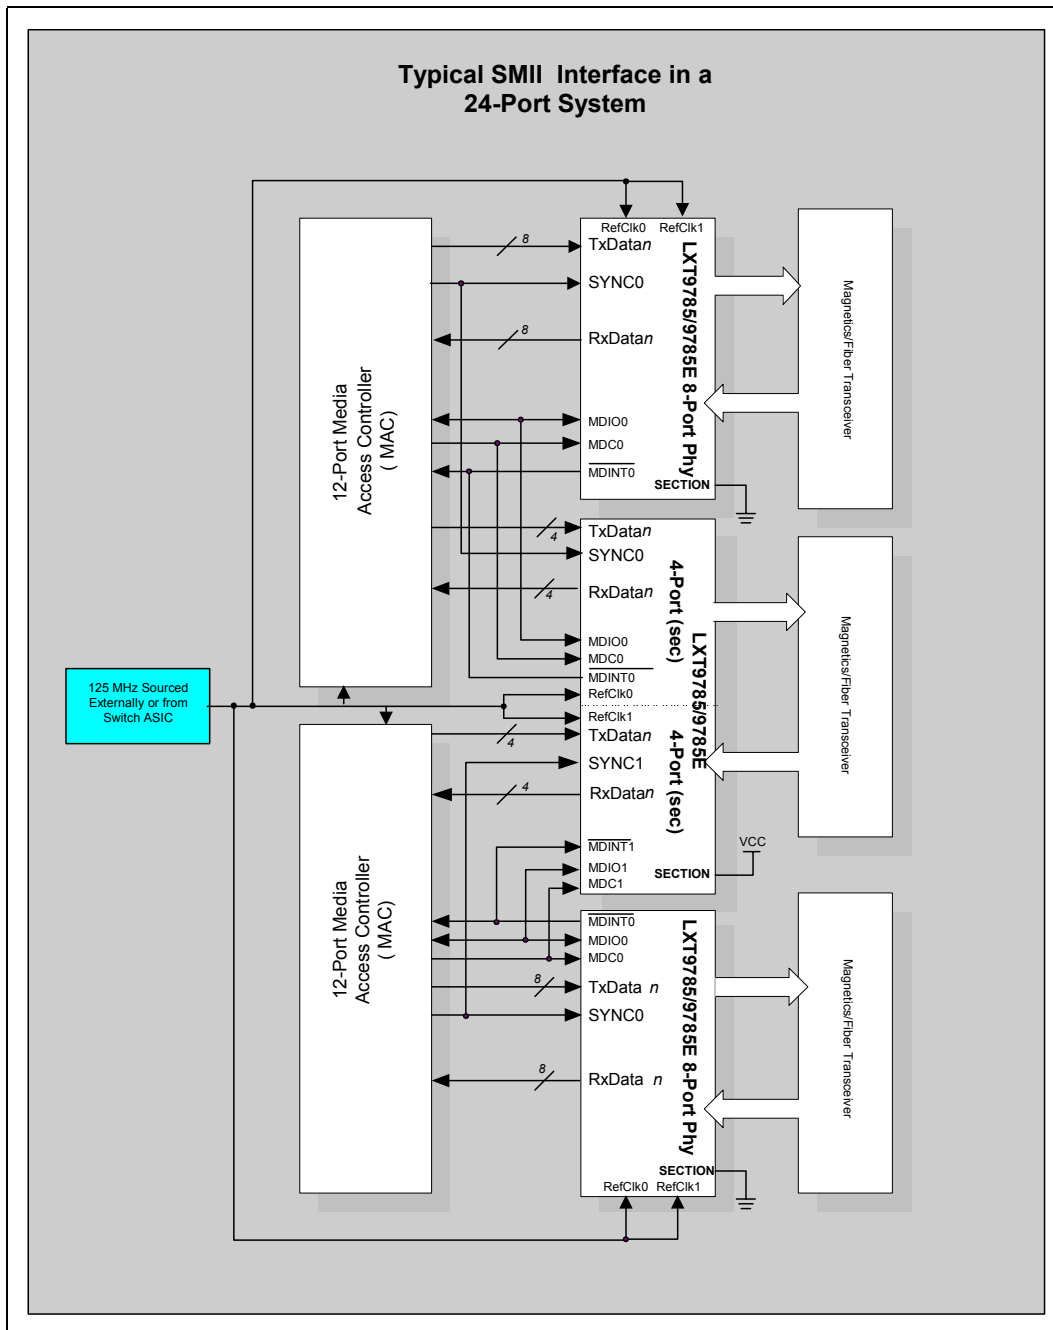 Typical SMII Interface in a
24-Port System
RefClk0 RefClk1
TxDatan
8
SYNC0
RxDatan
8
MDIO0
MDC0
MDINT0
SECTION
LXT9785/9785E 8-Port Phy
Magnetics/Fiber Transceiver
12-Port Media
Access Controller
( MAC)
TxDatan
4
SYNC0
RxDatan
4
MDIO0
MDC0
MDINT0
RefClk0
4-Port (sec)
LXT9785/9785E
Magnetics/Fiber Transceiver
125 MHz Sourced
Externally or from
Switch ASIC
RefClk1
TxDatan
4
SYNC1
RxDatan
4
4-Port (sec)
MDINT1
MDIO1
MDC1
SECTION
VCC
12-Port Media
Access Controller
( MAC)
MDINT0
MDIO0
MDC0
TxData n
8
SYNC0
RxData n
8
LXT9785/9785E 8-Port Phy
Magnetics/Fiber Transceiver
SECTION
RefClk0 RefClk1